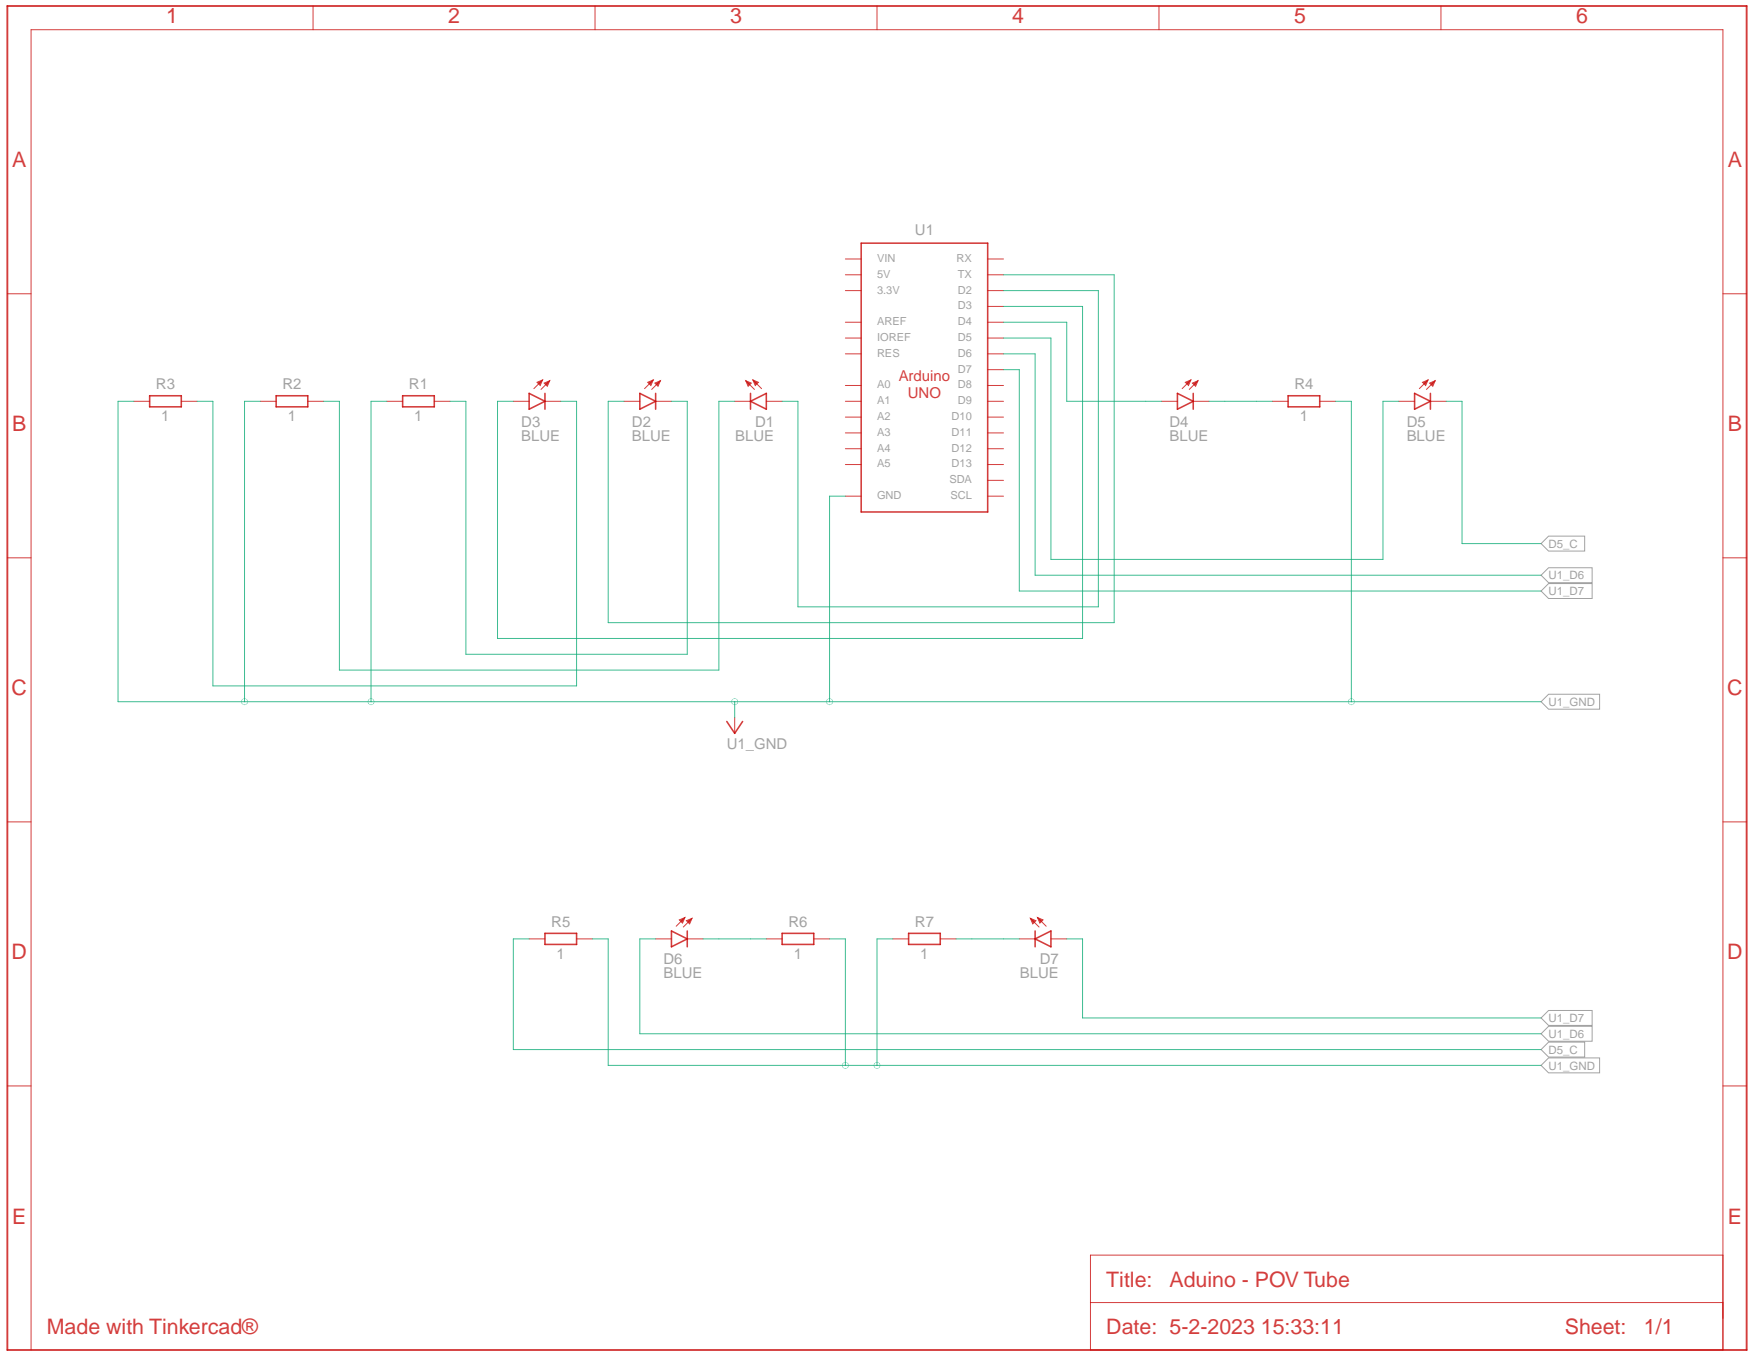 1 2 3 4 5 6
A A
U1
VIN RX
5V TX
3.3V D2
D3
AREF D4
IOREF D5
RES D6
D7
Arduino
UNO
A0 D8
A1 D9
A2 D10
A3 D11
A4 D12
A5 D13
SDA
GND SCL
R3 R2 R1 R4
1 1 1 1
B B
D3 D2 D1 D4 D5
BLUE BLUE BLUE BLUE BLUE
D5_C
U1_D6
U1_D7
C C
U1_GND
U1_GND
R5 R6 R7
1 1 1
D D
D6 D7
BLUE BLUE
U1_D7
U1_D6
D5_C
U1_GND
E E
Title: Aduino - POV Tube
Made with Tinkercad®
Date: 5-2-2023 15:33:11 Sheet: 1/1